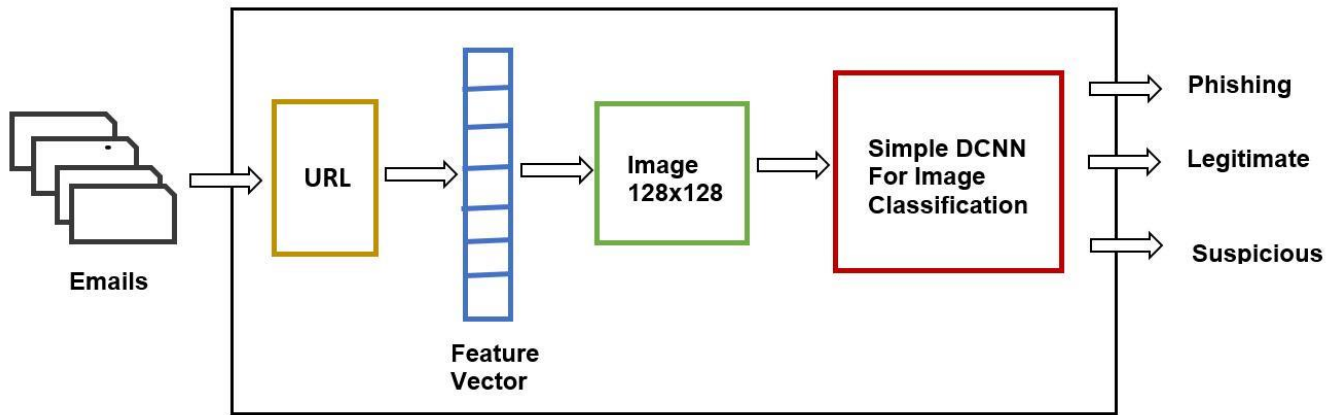 Emails
URL
Feature
Vector
Image
128x128
Simple DCNN
For Image
Classification
Phishing
Legitimate
Suspicious